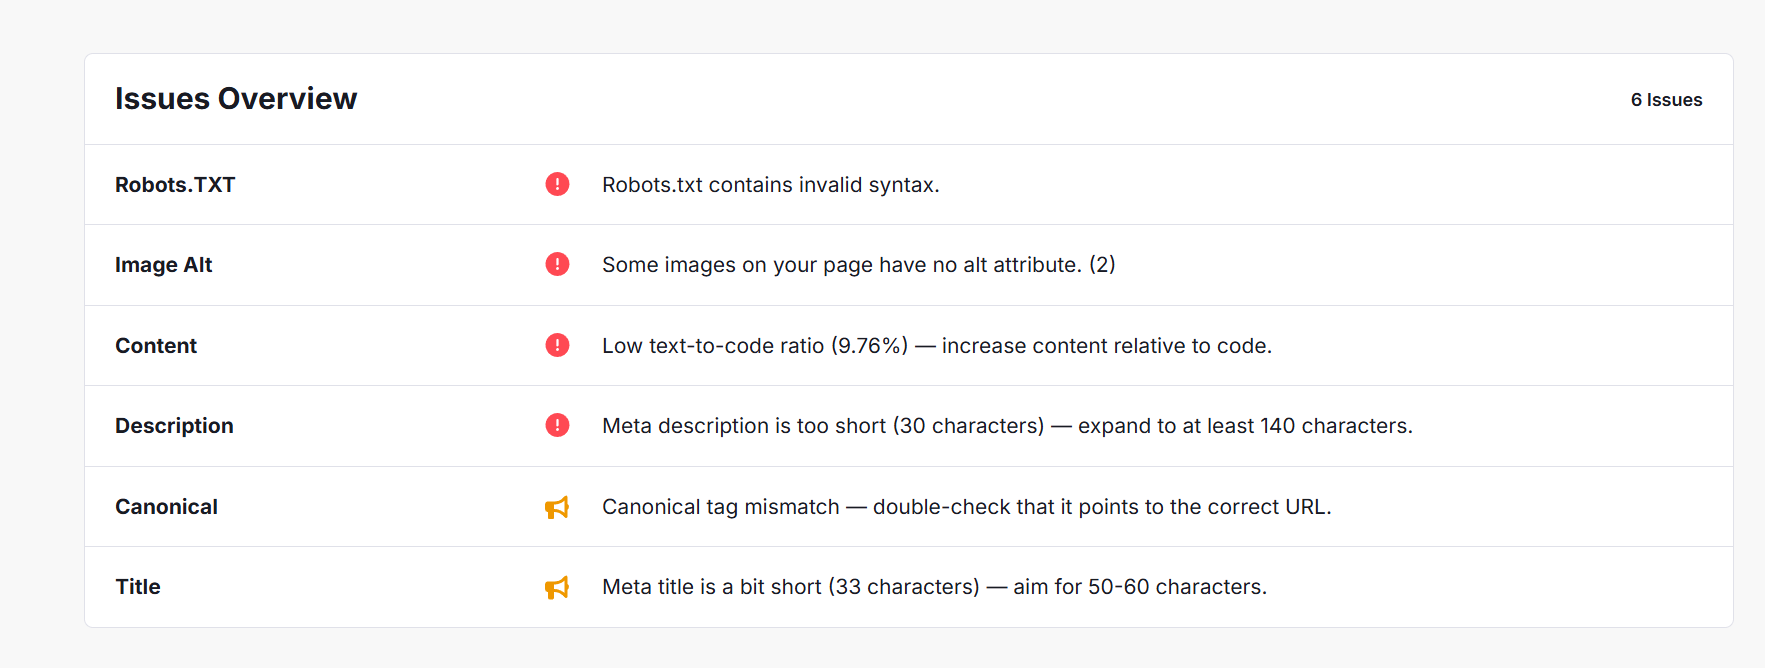 Issues Overview
6 Issues
Robots.TXT
Robots.txt contains invalid syntax.
Image Alt
Some images on your page have no alt attribute. (2)
Content
Low text-to-code ratio (9.76%) — increase content relative to code.
Description
Meta description is too short (30 characters) — expand to at least 140 characters.
Canonical
Canonical tag mismatch — double-check that it points to the correct URL.
Title
Meta title is a bit short (33 characters) — aim for 50-60 characters.